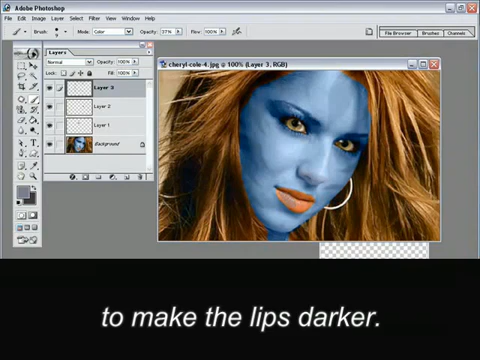 Adobe Photoshop
File Edit Image Layer Select Filter View Window Help
Brush: Mode: Color Opacity: 37% Flow: 100%
File Browser Brushes Channels
Layers
Normal Opacity: 100%
Lock: Fill: 100%
Layer 3
Layer 2
Layer 1
Background
cheryl-cole-4.jpg @ 100% (Layer 3, RGB)
to make the lips darker.